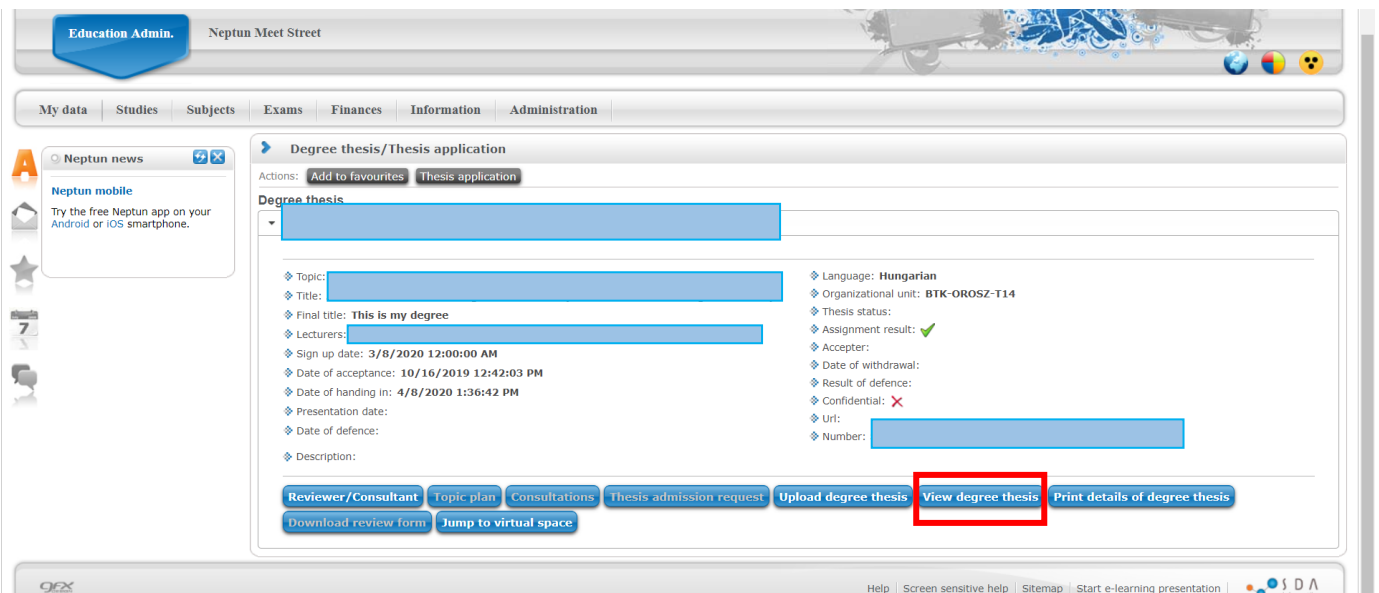 Education Admin. Neptun Meet Street
My data Studies Subjects Exams Finances Information Administration
Neptun news
Neptun mobile
Try the free Neptun app on your
Android or iOS smartphone.
7
Degree thesis/Thesis application
Actions: Add to favourites Thesis application
Degree thesis
Topic:
Title:
Final title: This is my degree
Lecturers:
Sign up date: 3/8/2020 12:00:00 AM
Date of acceptance: 10/16/2019 12:42:03 PM
Date of handing in: 4/8/2020 1:36:42 PM
Presentation date:
Date of defence:
Description:
Language: Hungarian
Organizational unit: BTK-OROSZ-T14
Thesis status:
Assignment result:
Accepter:
Date of withdrawal:
Result of defence:
Confidential:
Url:
Number:
Reviewer/Consultant Topic plan Consultations Thesis admission request Upload degree thesis View degree thesis Print details of degree thesis
Download review form Jump to virtual space
gfx
Help Screen sensitive help Sitemap Start e-learning presentation SDA